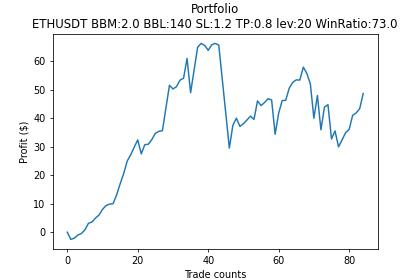 Portfolio
ETHUSDT BBM:2.0 BBL:140 SL:1.2 TP:0.8 lev:20 WinRatio:73.0
60
50
40
30
20
10
0
Profit ($)
0 20 40 60 80
Trade counts